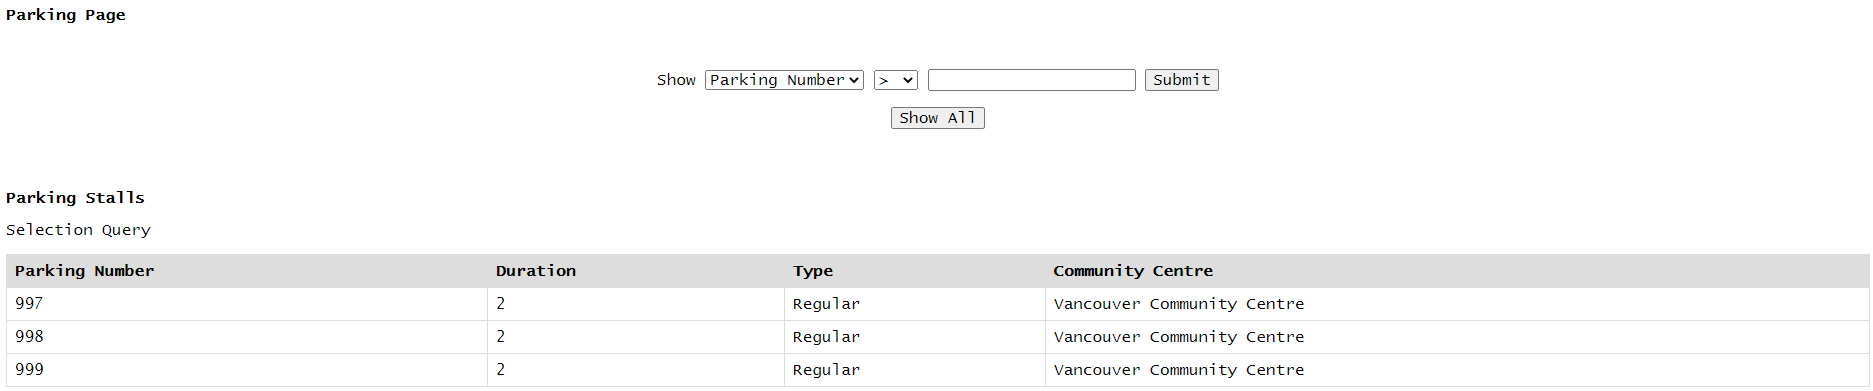 Parking Page
Show Parking Number > Submit
Show All
Parking Stalls
Selection Query
Parking Number Duration Type Community Centre
997 2 Regular Vancouver Community Centre
998 2 Regular Vancouver Community Centre
999 2 Regular Vancouver Community Centre